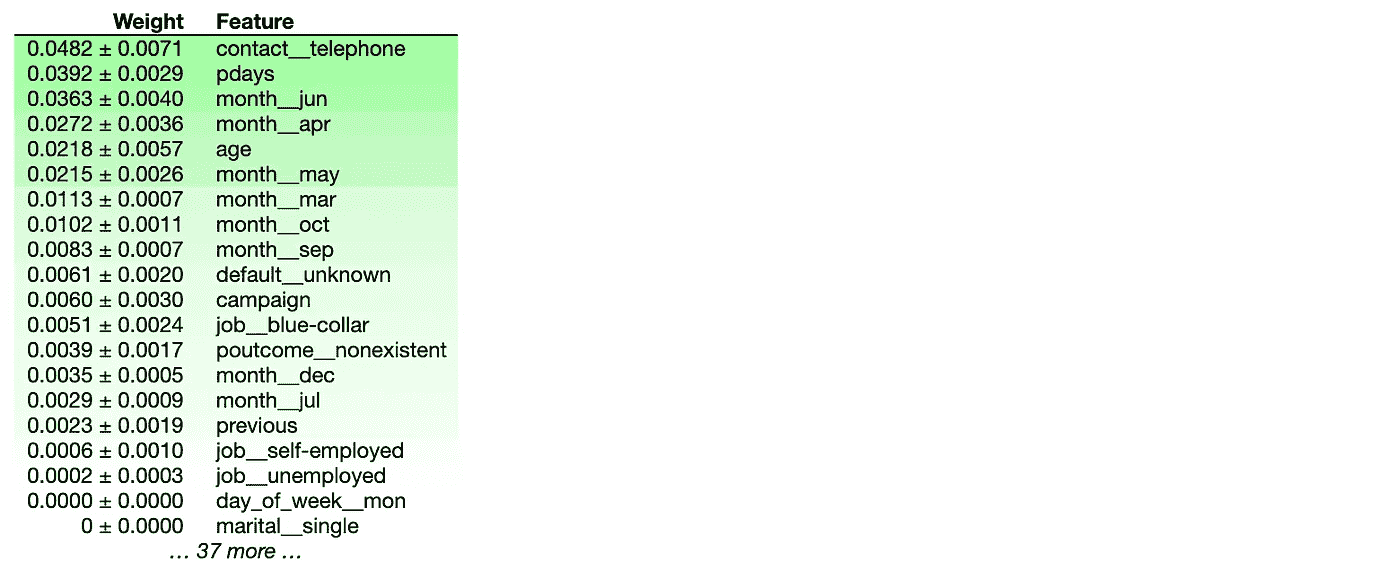 Weight Feature
0.0482 ± 0.0071 contact__telephone
0.0392 ± 0.0029 pdays
0.0363 ± 0.0040 month__jun
0.0272 ± 0.0036 month__apr
0.0218 ± 0.0057 age
0.0215 ± 0.0026 month__may
0.0113 ± 0.0007 month__mar
0.0102 ± 0.0011 month__oct
0.0083 ± 0.0007 month__sep
0.0061 ± 0.0020 default__unknown
0.0060 ± 0.0030 campaign
0.0051 ± 0.0024 job__blue-collar
0.0039 ± 0.0017 poutcome__nonexistent
0.0035 ± 0.0005 month__dec
0.0029 ± 0.0009 month__jul
0.0023 ± 0.0019 previous
0.0006 ± 0.0010 job__self-employed
0.0002 ± 0.0003 job__unemployed
0.0000 ± 0.0000 day_of_week__mon
0 ± 0.0000 marital__single
… 37 more …